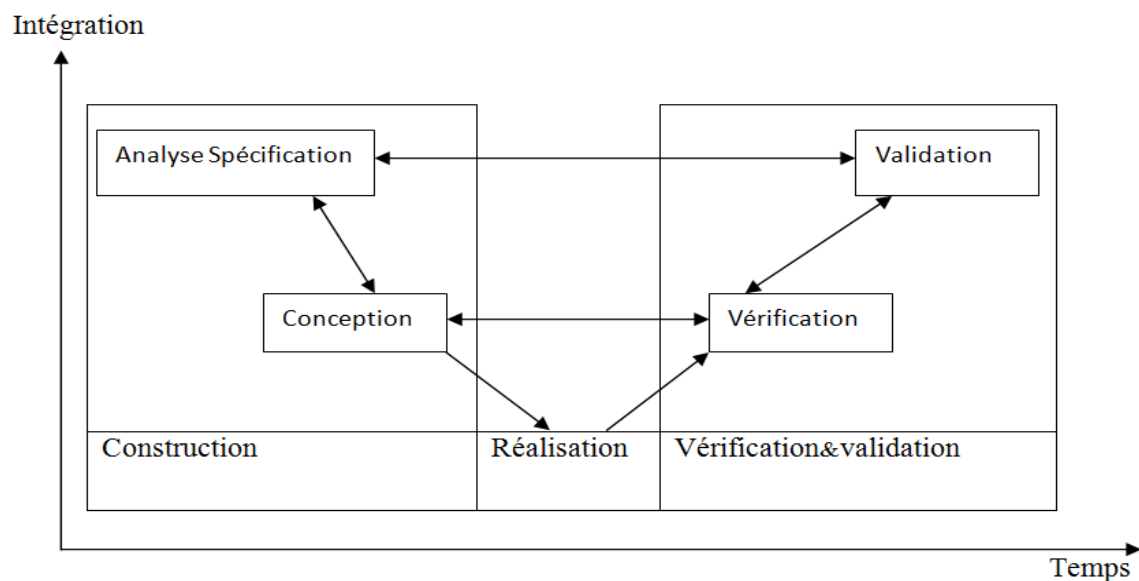 Intégration
Analyse Spécification
Validation
Conception
Vérification
Construction
Réalisation
Vérification&validation
Temps